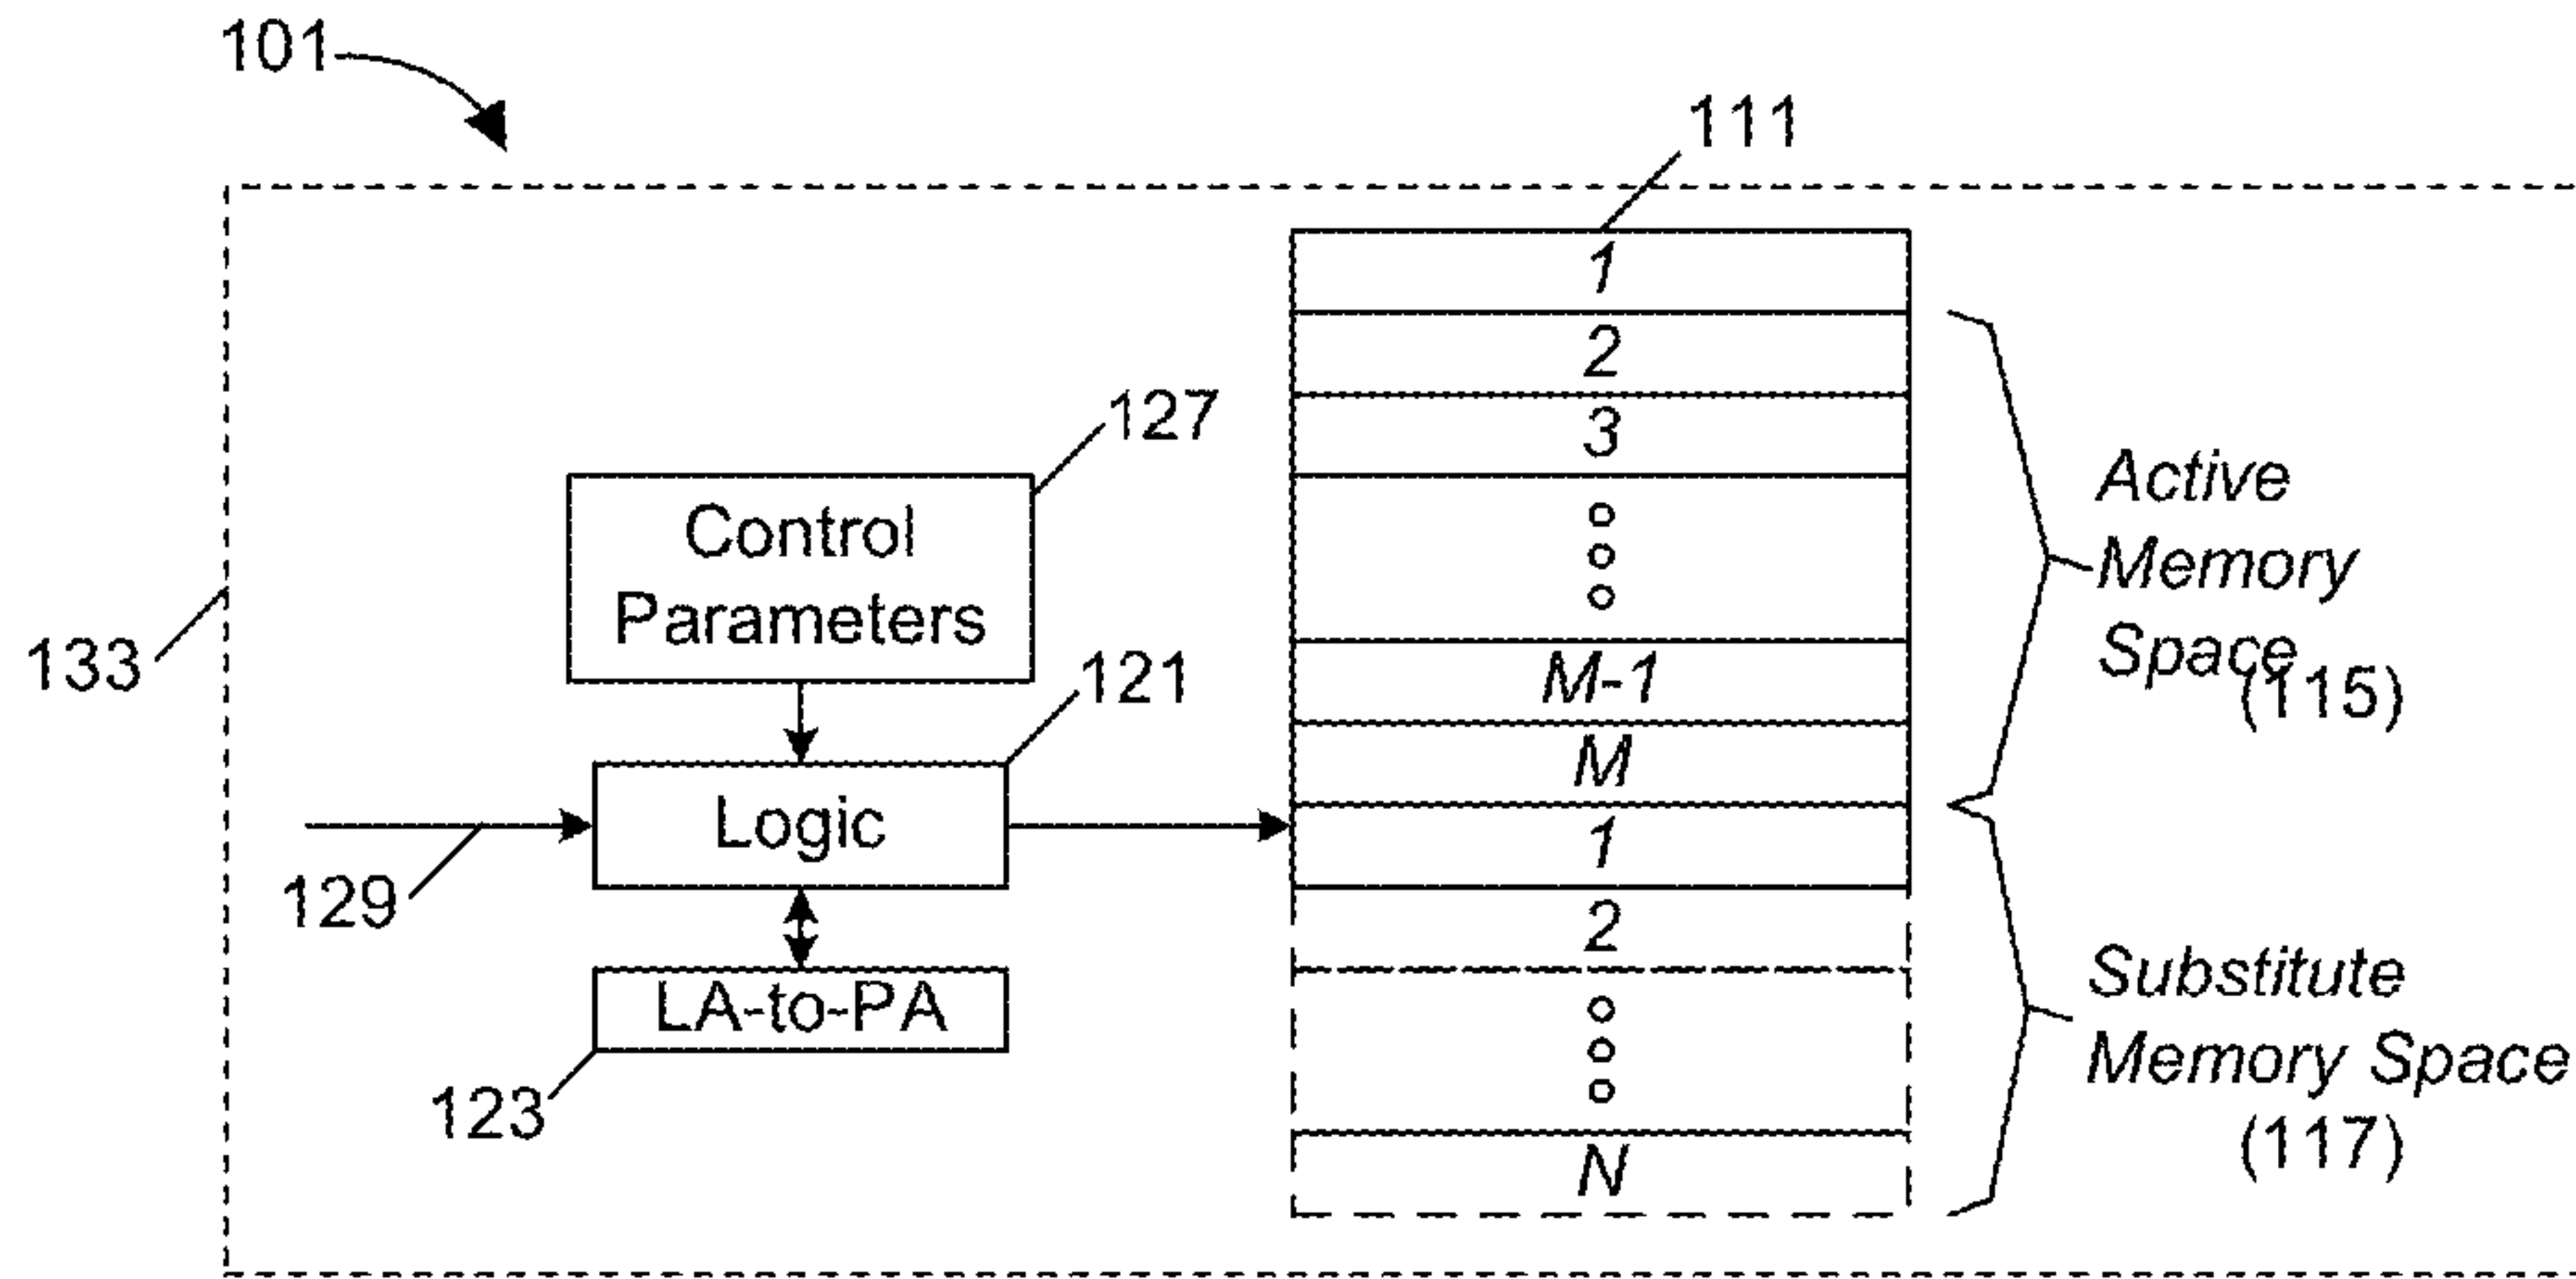 101
111
1
2
3
127
Control
Parameters
Active
Memory
Space
(115)
133
M-1
121
M
Logic
1
129
2
LA-to-PA
123
Substitute
Memory Space
(117)
N